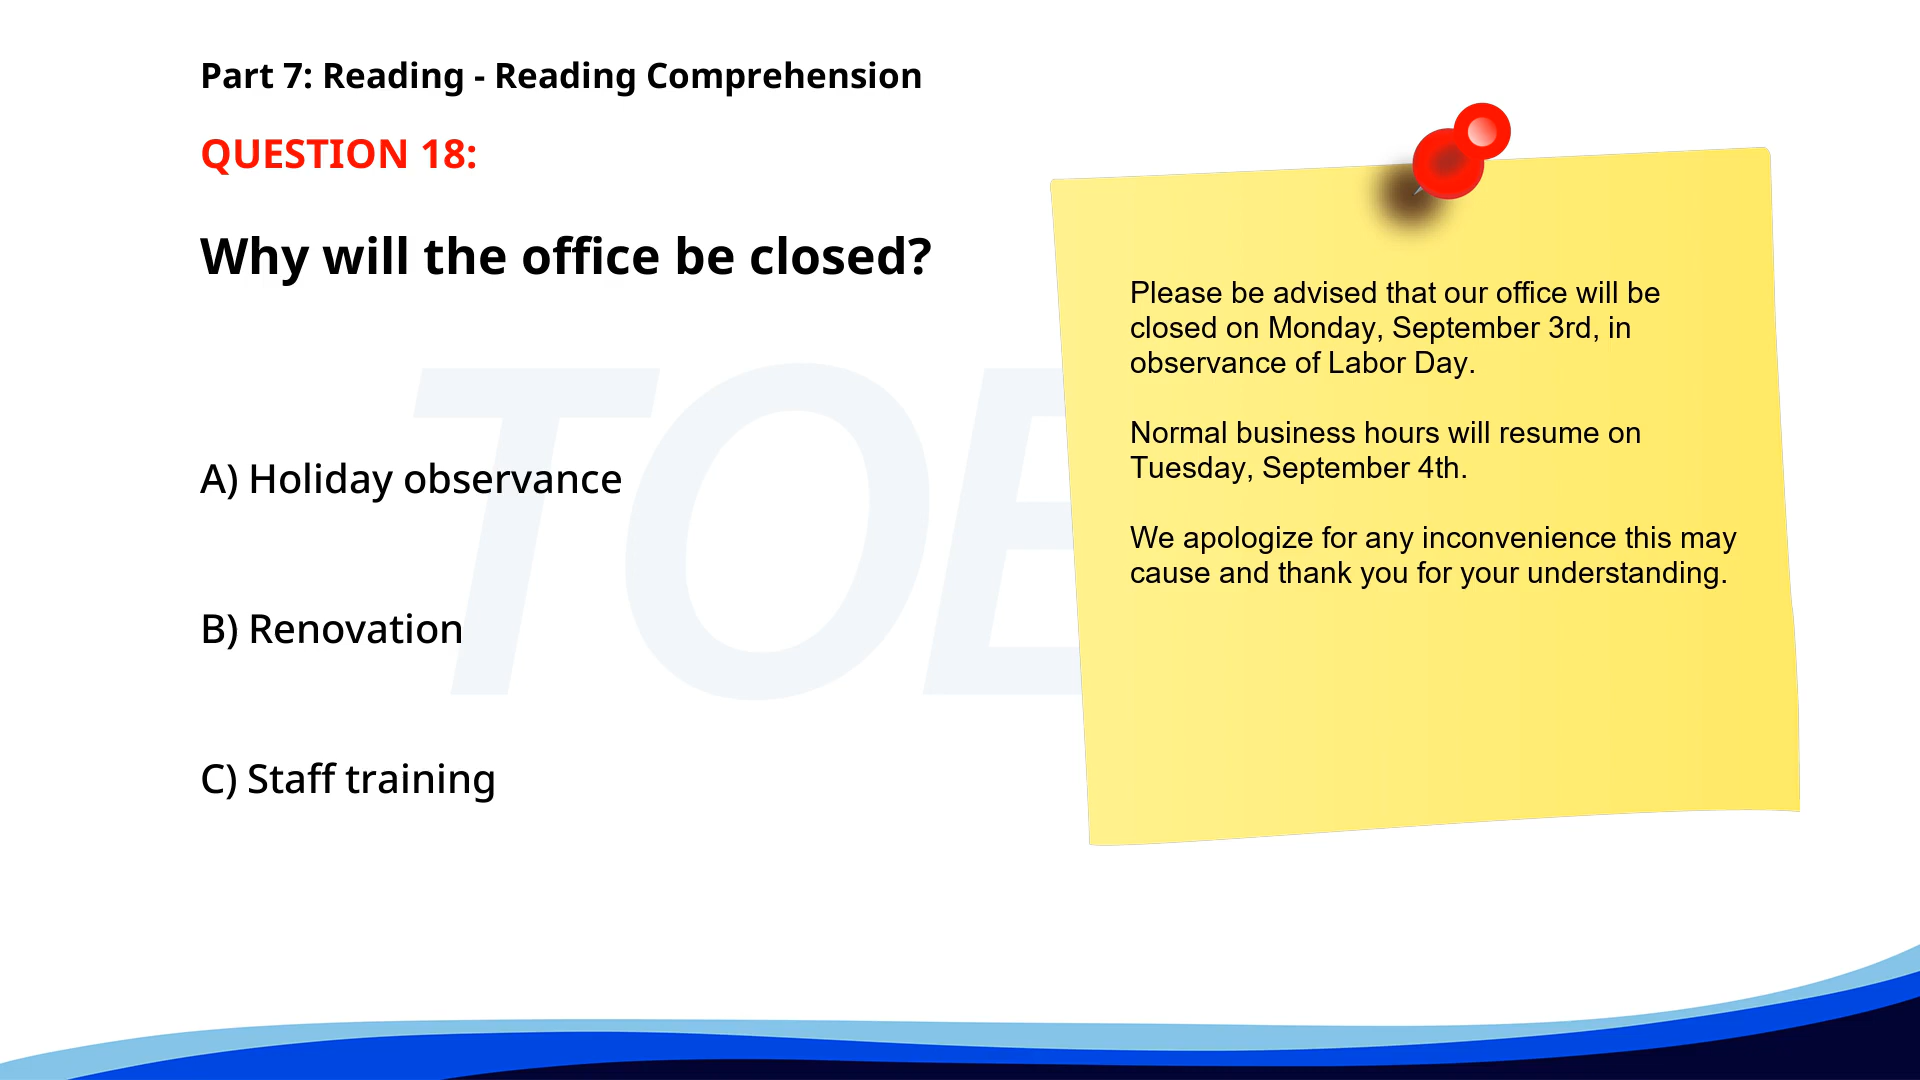 Part 7: Reading - Reading Comprehension
QUESTION 18:
Why will the office be closed?
A) Holiday observance
B) Renovation
C) Staff training
Please be advised that our office will be
closed on Monday, September 3rd, in
observance of Labor Day.
Normal business hours will resume on
Tuesday, September 4th.
We apologize for any inconvenience this may
cause and thank you for your understanding.
TOE